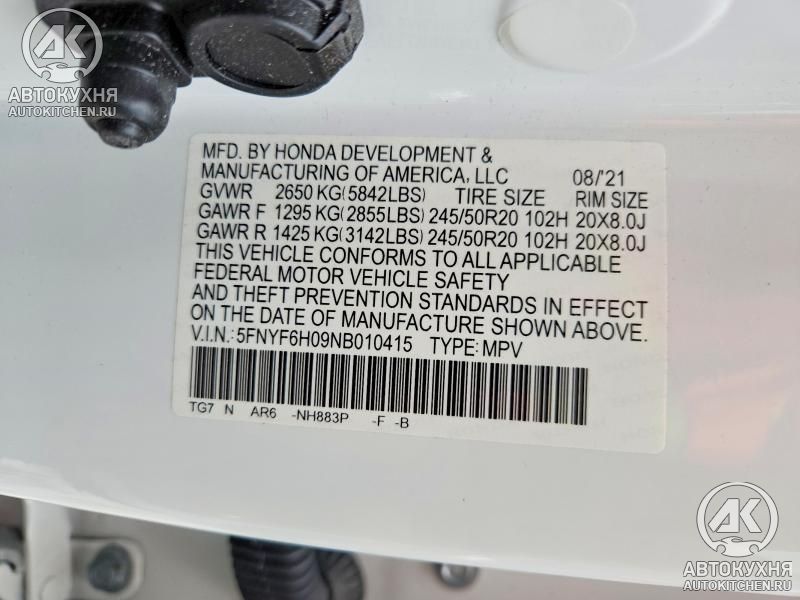 АК
АВТОКУХНЯ
AUTOKITCHEN.RU
MFD. BY HONDA DEVELOPMENT &
MANUFACTURING OF AMERICA, LLC 08/'21
GVWR 2650 KG(5842LBS) TIRE SIZE RIM SIZE
GAWR F 1295 KG(2855LBS) 245/50R20 102H 20X8.0J
GAWR R 1425 KG(3142LBS) 245/50R20 102H 20X8.0J
THIS VEHICLE CONFORMS TO ALL APPLICABLE
FEDERAL MOTOR VEHICLE SAFETY
AND THEFT PREVENTION STANDARDS IN EFFECT
ON THE DATE OF MANUFACTURE SHOWN ABOVE.
V.I.N.:5FNYF6H09NB010415 TYPE:MPV
TG7 N AR6 -NH883P -F -B
АК
АВТОКУХНЯ
AUTOKITCHEN.RU